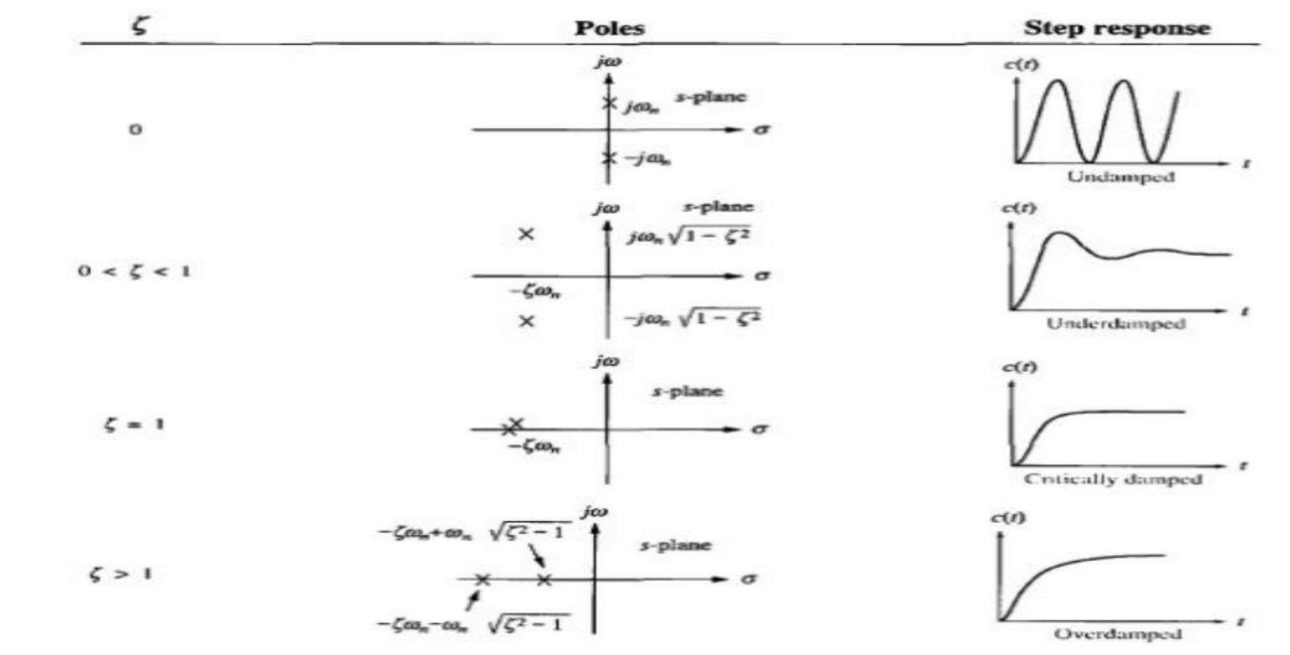 ζ Poles Step response
jω c(t)
s-plane
jωₙ
0 σ
−jωₙ t
Undamped
jω s-plane c(t)
jωₙ √1 − ζ²
0 < ζ < 1 σ
−ζωₙ
−jωₙ √1 − ζ² t
Underdamped
jω c(t)
s-plane
ζ = 1 σ
−ζωₙ t
Critically damped
jω c(t)
−ζωₙ+ωₙ √ζ² − 1
s-plane
ζ > 1 σ
−ζωₙ−ωₙ √ζ² − 1 t
Overdamped